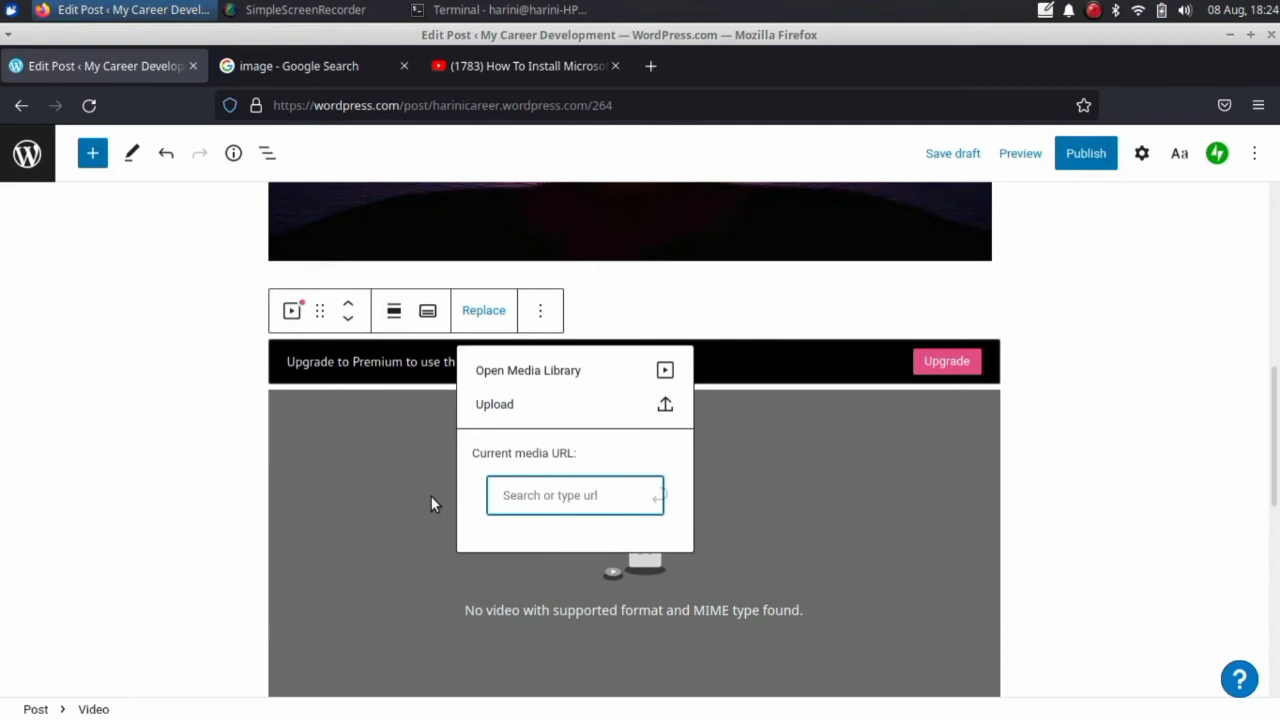 Edit Post ‹ My Career Devel...
SimpleScreenRecorder
Terminal - harini@harini-HP...
08 Aug, 18:24
Edit Post ‹ My Career Development — WordPress.com — Mozilla Firefox
Edit Post ‹ My Career Develop
image - Google Search
(1783) How To Install Microso
https://wordpress.com/post/harinicareer.wordpress.com/264
Save draft
Preview
Publish
Aa
Replace
Upgrade to Premium to use th
Upgrade
Open Media Library
Upload
Current media URL:
Search or type url
No video with supported format and MIME type found.
Post › Video